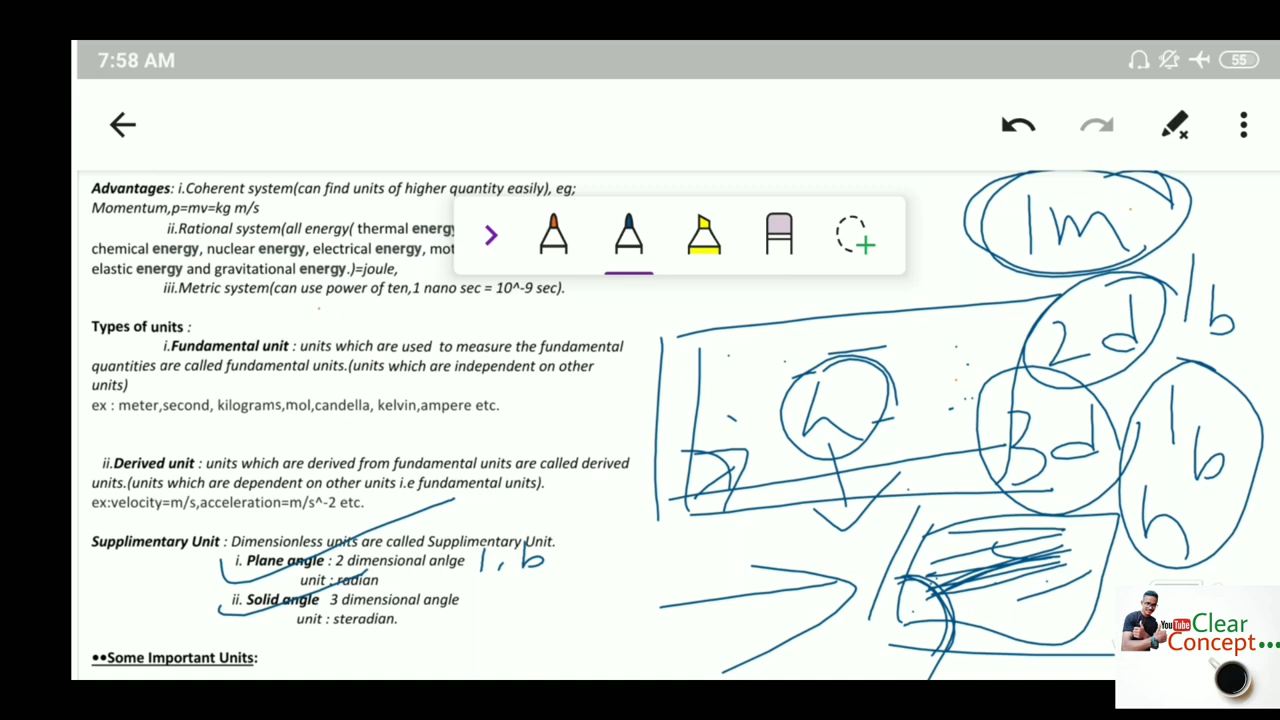 7:58 AM
55
Advantages: i.Coherent system(can find units of higher quantity easily), eg;
Momentum,p=mv=kg m/s
ii.Rational system(all energy( thermal energy
chemical energy, nuclear energy, electrical energy, mot
elastic energy and gravitational energy.)=joule,
iii.Metric system(can use power of ten,1 nano sec = 10^-9 sec).
Types of units :
i.Fundamental unit : units which are used to measure the fundamental
quantities are called fundamental units.(units which are independent on other
units)
ex : meter,second, kilograms,mol,candella, kelvin,ampere etc.
ii.Derived unit : units which are derived from fundamental units are called derived
units.(units which are dependent on other units i.e fundamental units).
ex:velocity=m/s,acceleration=m/s^-2 etc.
Supplimentary Unit : Dimensionless units are called Supplimentary Unit.
i. Plane angle : 2 dimensional anlge l, b
unit : radian
ii. Solid angle 3 dimensional angle
unit : steradian.
••Some Important Units:
1m
2d
l b
3d
l
b
h
h
YouTube Clear
Concept•••